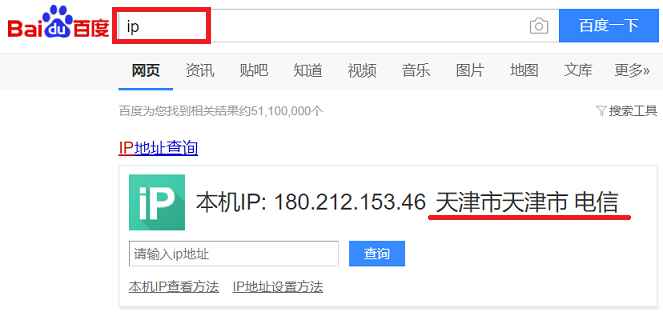 Bai du 百度 ip 百度一下
网页 资讯 贴吧 知道 视频 音乐 图片 地图 文库 更多»
百度为您找到相关结果约51,100,000个 搜索工具
IP地址查询
iP 本机IP: 180.212.153.46 天津市天津市 电信
请输入ip地址 查询
本机IP查看方法 IP地址设置方法